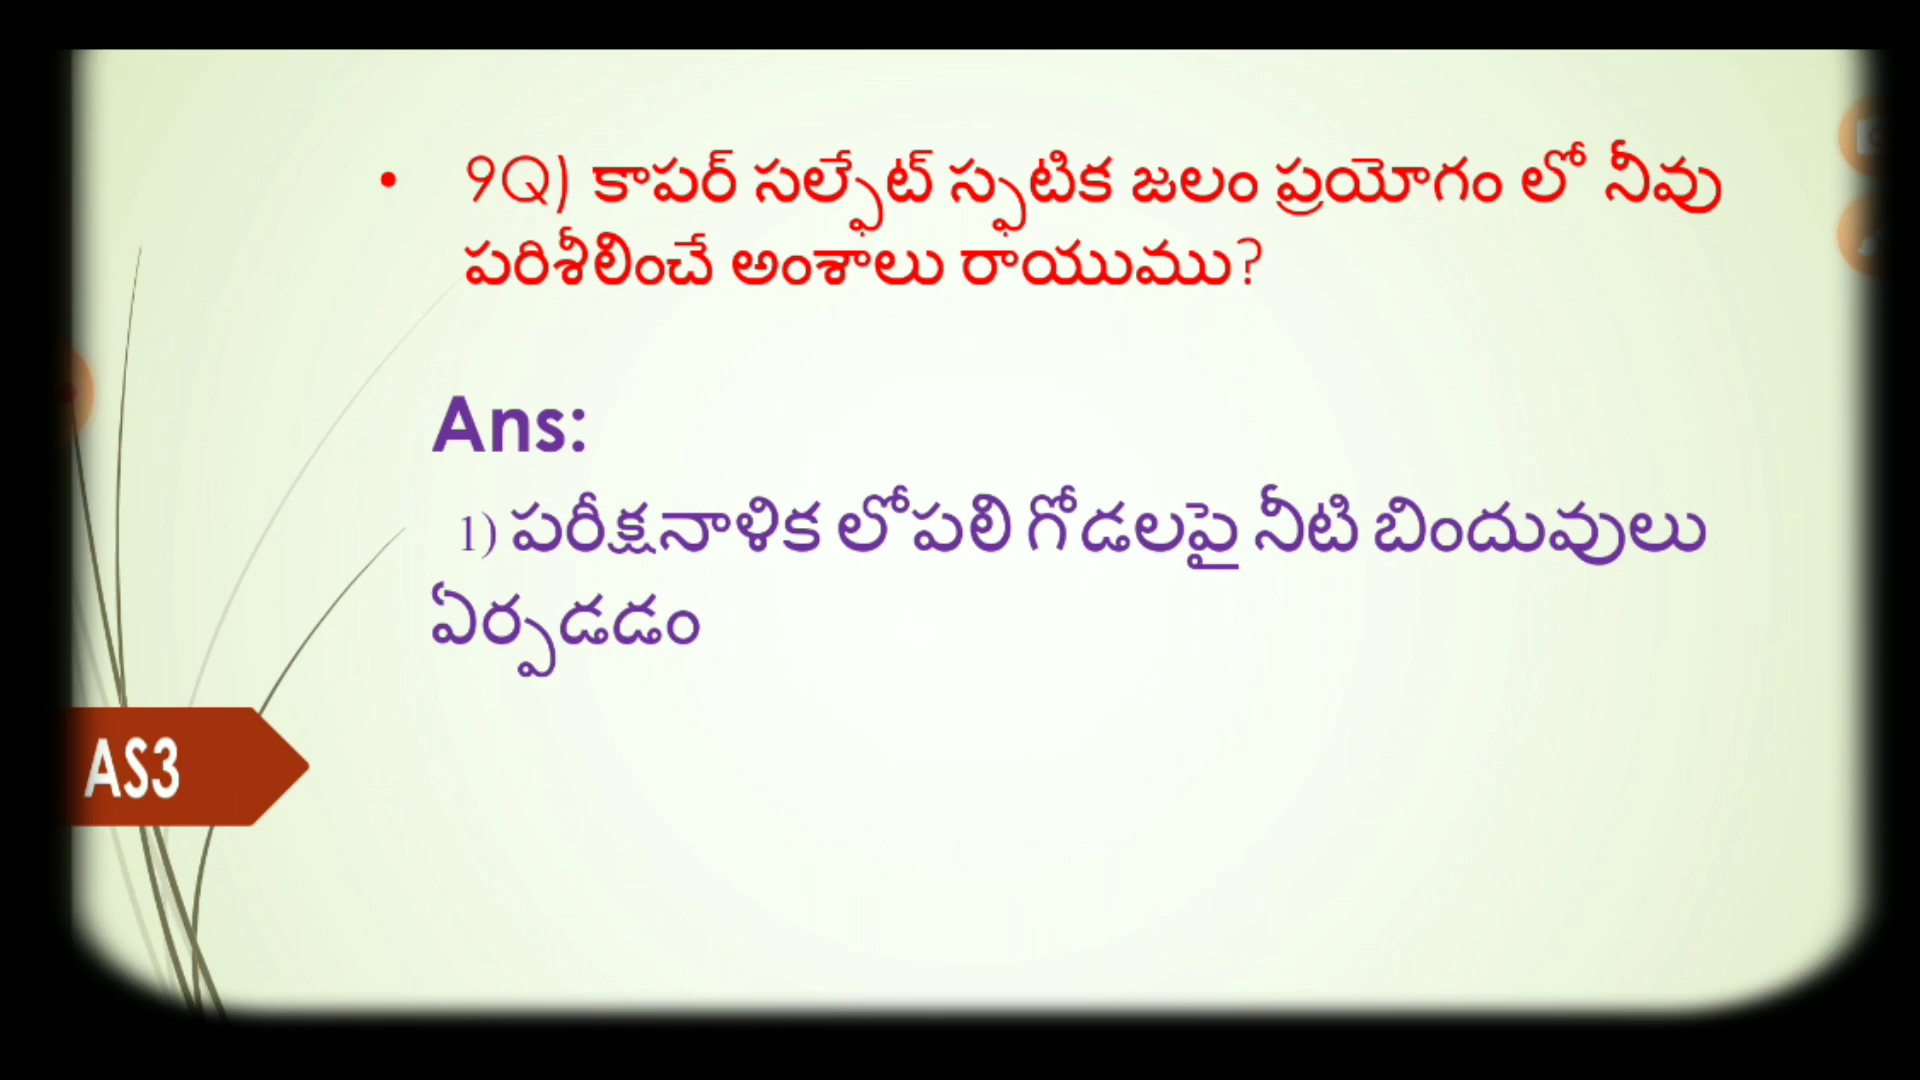 • 9Q) కాపర్ సల్ఫేట్ స్ఫటిక జలం ప్రయోగం లో నీవు
పరిశీలించే అంశాలు రాయుము?
Ans:
1) పరీక్షనాళిక లోపలి గోడలపై నీటి బిందువులు
ఏర్పడడం
AS3